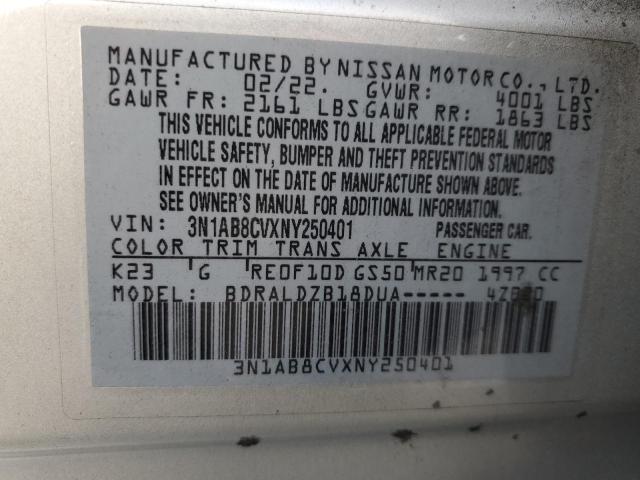 MANUFACTURED BY NISSAN MOTOR CO., LTD.
DATE: 02/22. GVWR: 4001 LBS
GAWR FR: 2161 LBS GAWR RR: 1863 LBS
THIS VEHICLE CONFORMS TO ALL APPLICABLE FEDERAL MOTOR
VEHICLE SAFETY, BUMPER AND THEFT PREVENTION STANDARDS
IN EFFECT ON THE DATE OF MANUFACTURE SHOWN ABOVE.
SEE OWNER'S MANUAL FOR ADDITIONAL INFORMATION.
VIN: 3N1AB8CVXNY250401 PASSENGER CAR.
COLOR TRIM TRANS AXLE ENGINE
K23 G RE0F10D GS50 MR20 1997 CC
MODEL: BDRALDZB18DUA-----
3N1AB8CVXNY250401